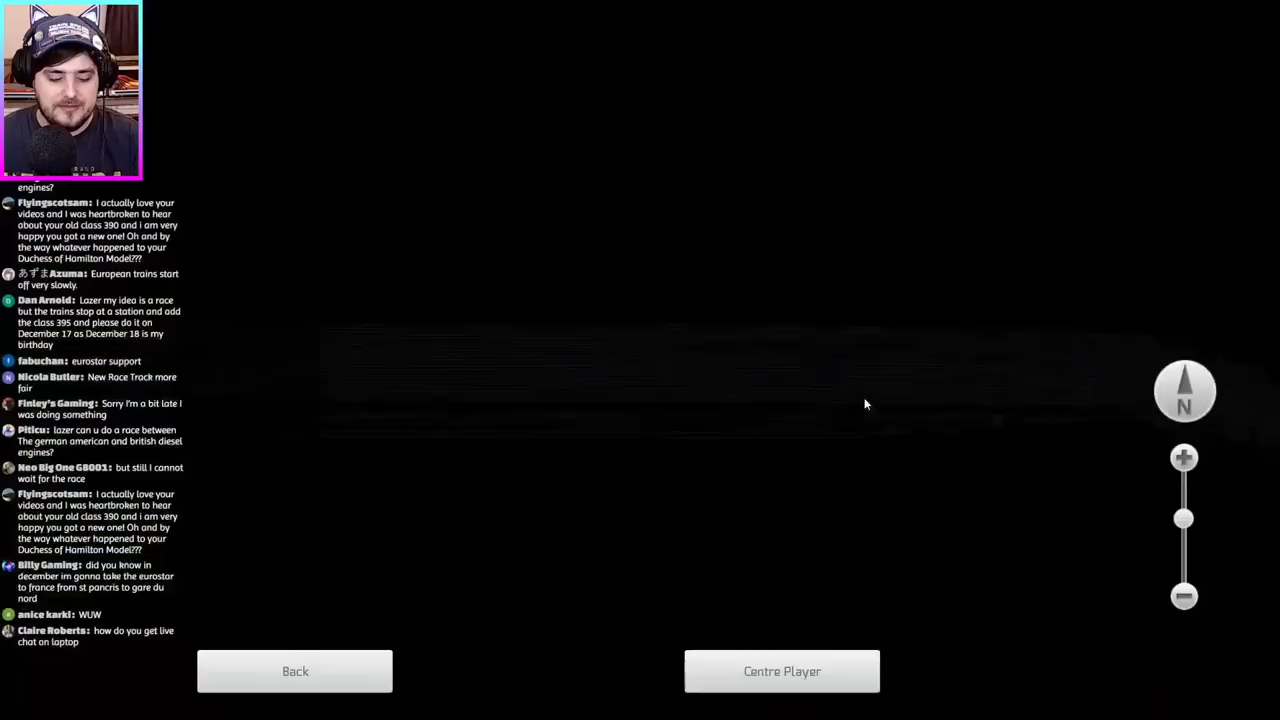 TRAIN SIM
engines?
Flyingscotsam: I actually love your
videos and I was heartbroken to hear
about your old class 390 and i am very
happy you got a new one! Oh and by
the way whatever happened to your
Duchess of Hamilton Model???
あずまAzuma: European trains start
off very slowly.
Dan Arnold: Lazer my idea is a race
but the trains stop at a station and add
the class 395 and please do it on
December 17 as December 18 is my
birthday
fabuchan: eurostar support
Nicola Butler: New Race Track more
fair
Finley's Gaming: Sorry I'm a bit late I
was doing something
Piticu: lazer can u do a race between
The german american and british diesel
engines?
Neo Big One G8001: but still I cannot
wait for the race
Flyingscotsam: I actually love your
videos and I was heartbroken to hear
about your old class 390 and i am very
happy you got a new one! Oh and by
the way whatever happened to your
Duchess of Hamilton Model???
Billy Gaming: did you know in
december im gonna take the eurostar
to france from st pancris to gare du
nord
anice karki: WUW
Claire Roberts: how do you get live
chat on laptop
N
Back
Centre Player